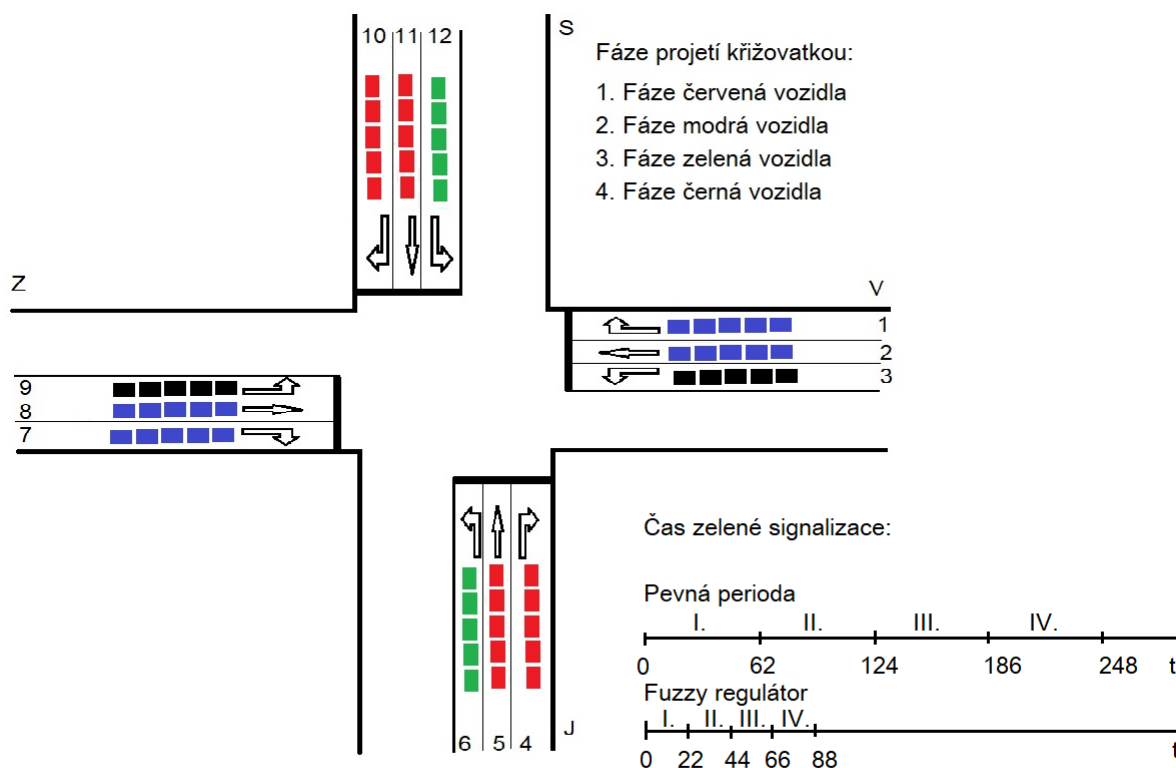 10 11 12
S
Fáze projetí křižovatkou:
1. Fáze červená vozidla
2. Fáze modrá vozidla
3. Fáze zelená vozidla
4. Fáze černá vozidla
Z
V
1
2
3
9
8
7
6 5 4
J
Čas zelené signalizace:
Pevná perioda
I. II. III. IV.
0 62 124 186 248 t
Fuzzy regulátor
I. II. III. IV.
0 22 44 66 88 t